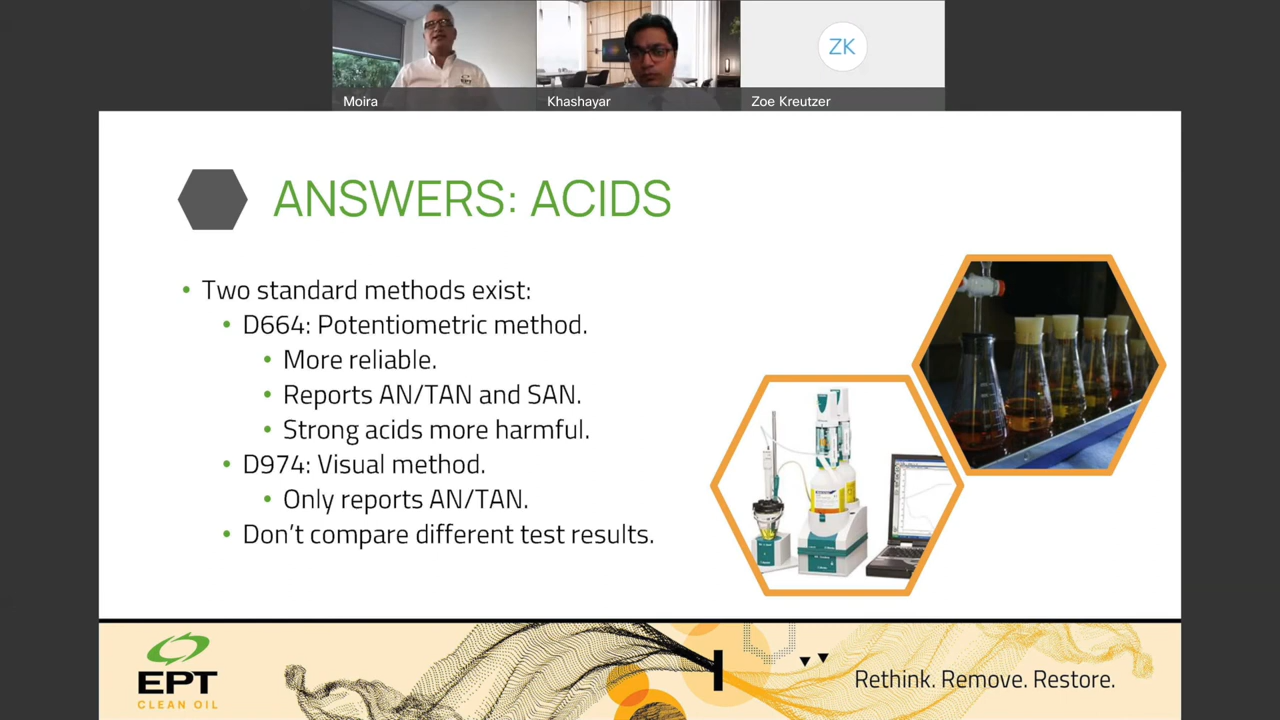 ZK
Moira
Khashayar
Zoe Kreutzer
ANSWERS: ACIDS
• Two standard methods exist:
• D664: Potentiometric method.
• More reliable.
• Reports AN/TAN and SAN.
• Strong acids more harmful.
• D974: Visual method.
• Only reports AN/TAN.
• Don't compare different test results.
EPT
CLEAN OIL
Rethink. Remove. Restore.